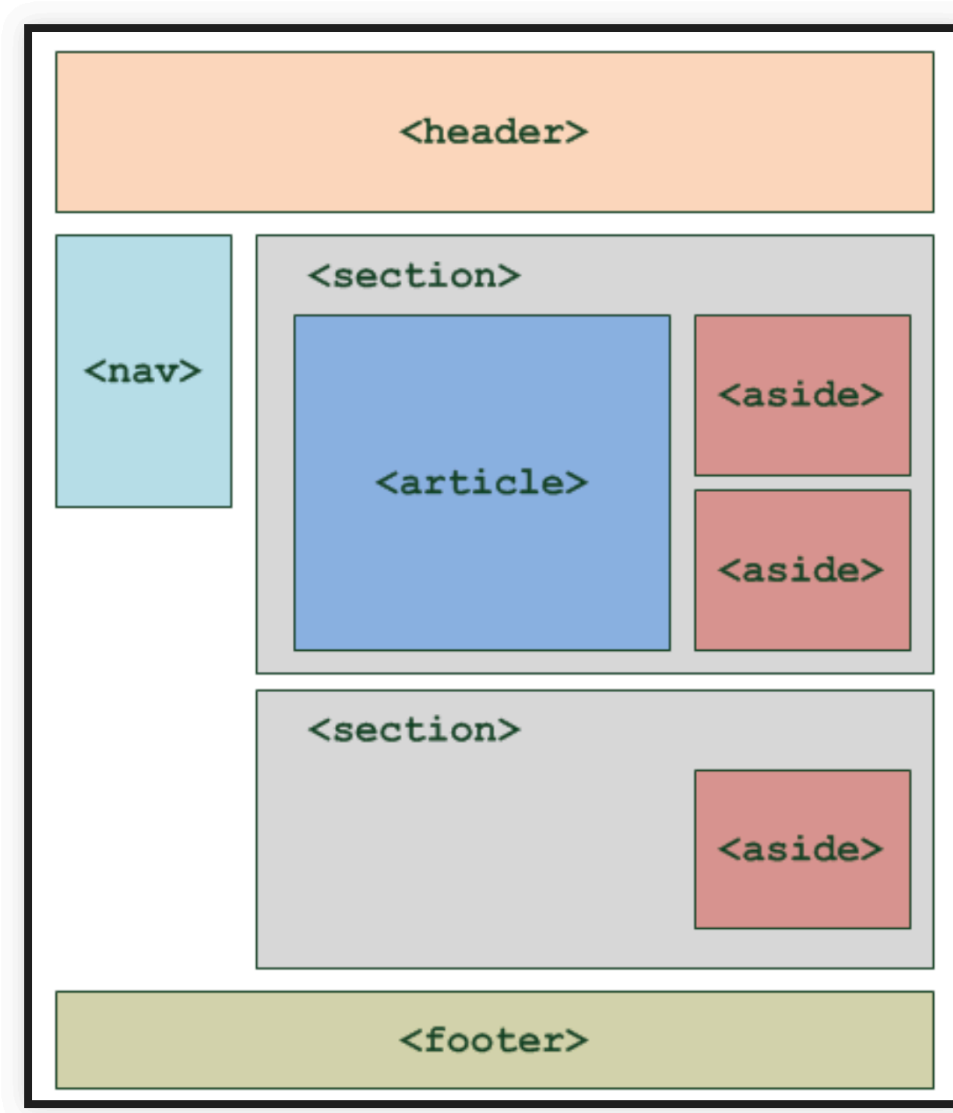 <header>
<nav>
<section>
<article>
<aside>
<aside>
<section>
<aside>
<footer>